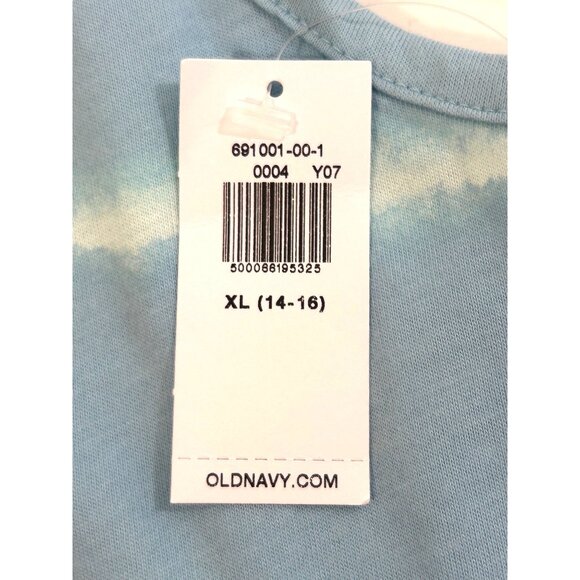 691001-00-1
0004 Y07
500066195325
XL (14-16)
OLDNAVY.COM